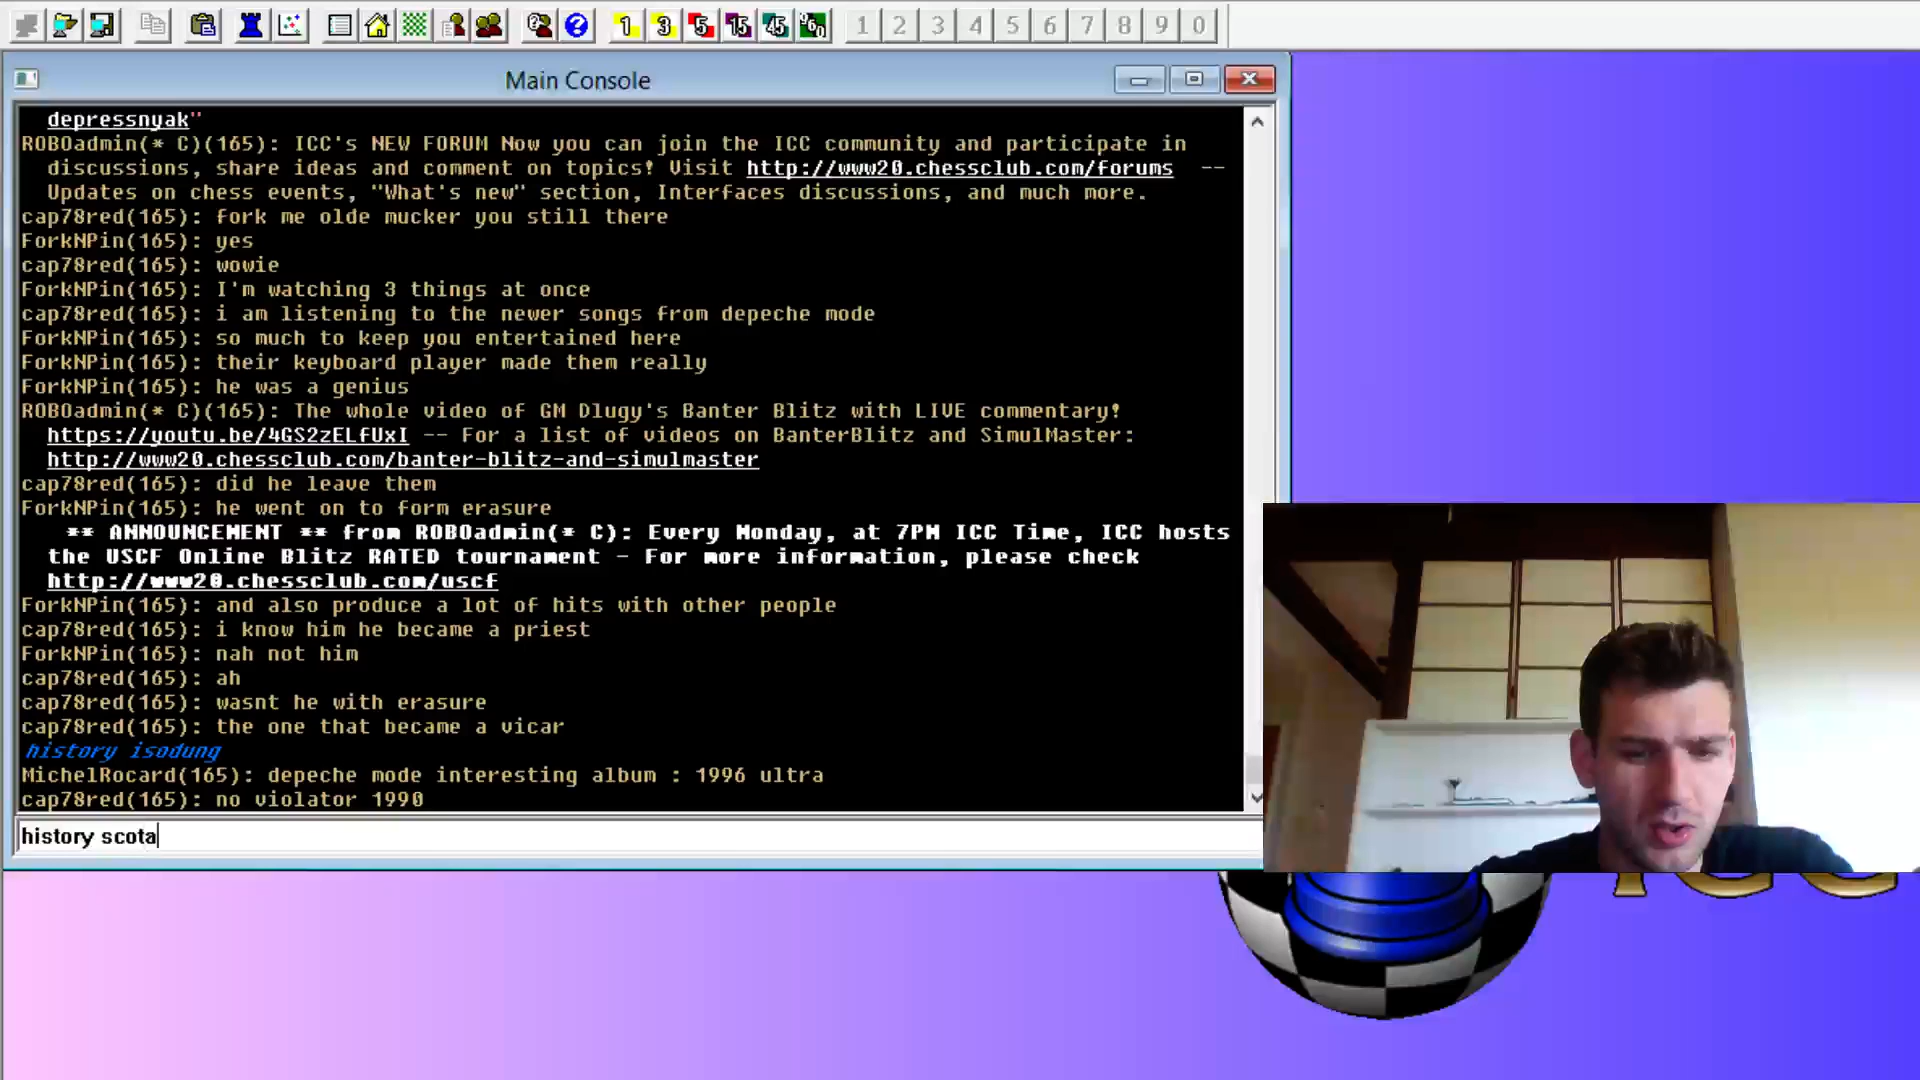 1 3 5 15 45 960 1 2 3 4 5 6 7 8 9 0
Main Console
depressnyak"
ROBOadmin(* C)(165): ICC's NEW FORUM Now you can join the ICC community and participate in
discussions, share ideas and comment on topics! Visit http://www20.chessclub.com/forums --
Updates on chess events, "What's new" section, Interfaces discussions, and much more.
cap78red(165): fork me olde mucker you still there
ForkNPin(165): yes
cap78red(165): wowie
ForkNPin(165): I'm watching 3 things at once
cap78red(165): i am listening to the newer songs from depeche mode
ForkNPin(165): so much to keep you entertained here
ForkNPin(165): their keyboard player made them really
ForkNPin(165): he was a genius
ROBOadmin(* C)(165): The whole video of GM Dlugy's Banter Blitz with LIVE commentary!
https://youtu.be/4GS2zELfUxI -- For a list of videos on BanterBlitz and SimulMaster:
http://www20.chessclub.com/banter-blitz-and-simulmaster
cap78red(165): did he leave them
ForkNPin(165): he went on to form erasure
** ANNOUNCEMENT ** from ROBOadmin(* C): Every Monday, at 7PM ICC Time, ICC hosts
the USCF Online Blitz RATED tournament - For more information, please check
http://www20.chessclub.com/uscf
ForkNPin(165): and also produce a lot of hits with other people
cap78red(165): i know him he became a priest
ForkNPin(165): nah not him
cap78red(165): ah
cap78red(165): wasnt he with erasure
cap78red(165): the one that became a vicar
history isodung
MichelRocard(165): depeche mode interesting album : 1996 ultra
cap78red(165): no violator 1990
history scota
ICC